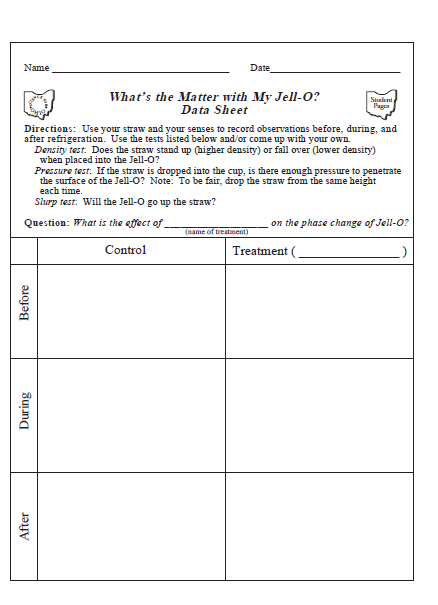 Name ________________ Date________________
What's the Matter with My Jell-O?
Data Sheet
Student
Pages
Directions: Use your straw and your senses to record observations before, during, and
after refrigeration. Use the tests listed below and/or come up with your own.
Density test: Does the straw stand up (higher density) or fall over (lower density)
when placed into the Jell-O?
Pressure test: If the straw is dropped into the cup, is there enough pressure to penetrate
the surface of the Jell-O? Note: To be fair, drop the straw from the same height
each time.
Slurp test: Will the Jell-O go up the straw?
Question: What is the effect of ________________ on the phase change of Jell-O?
(name of treatment)
Control Treatment ( ________________ )
Before
During
After